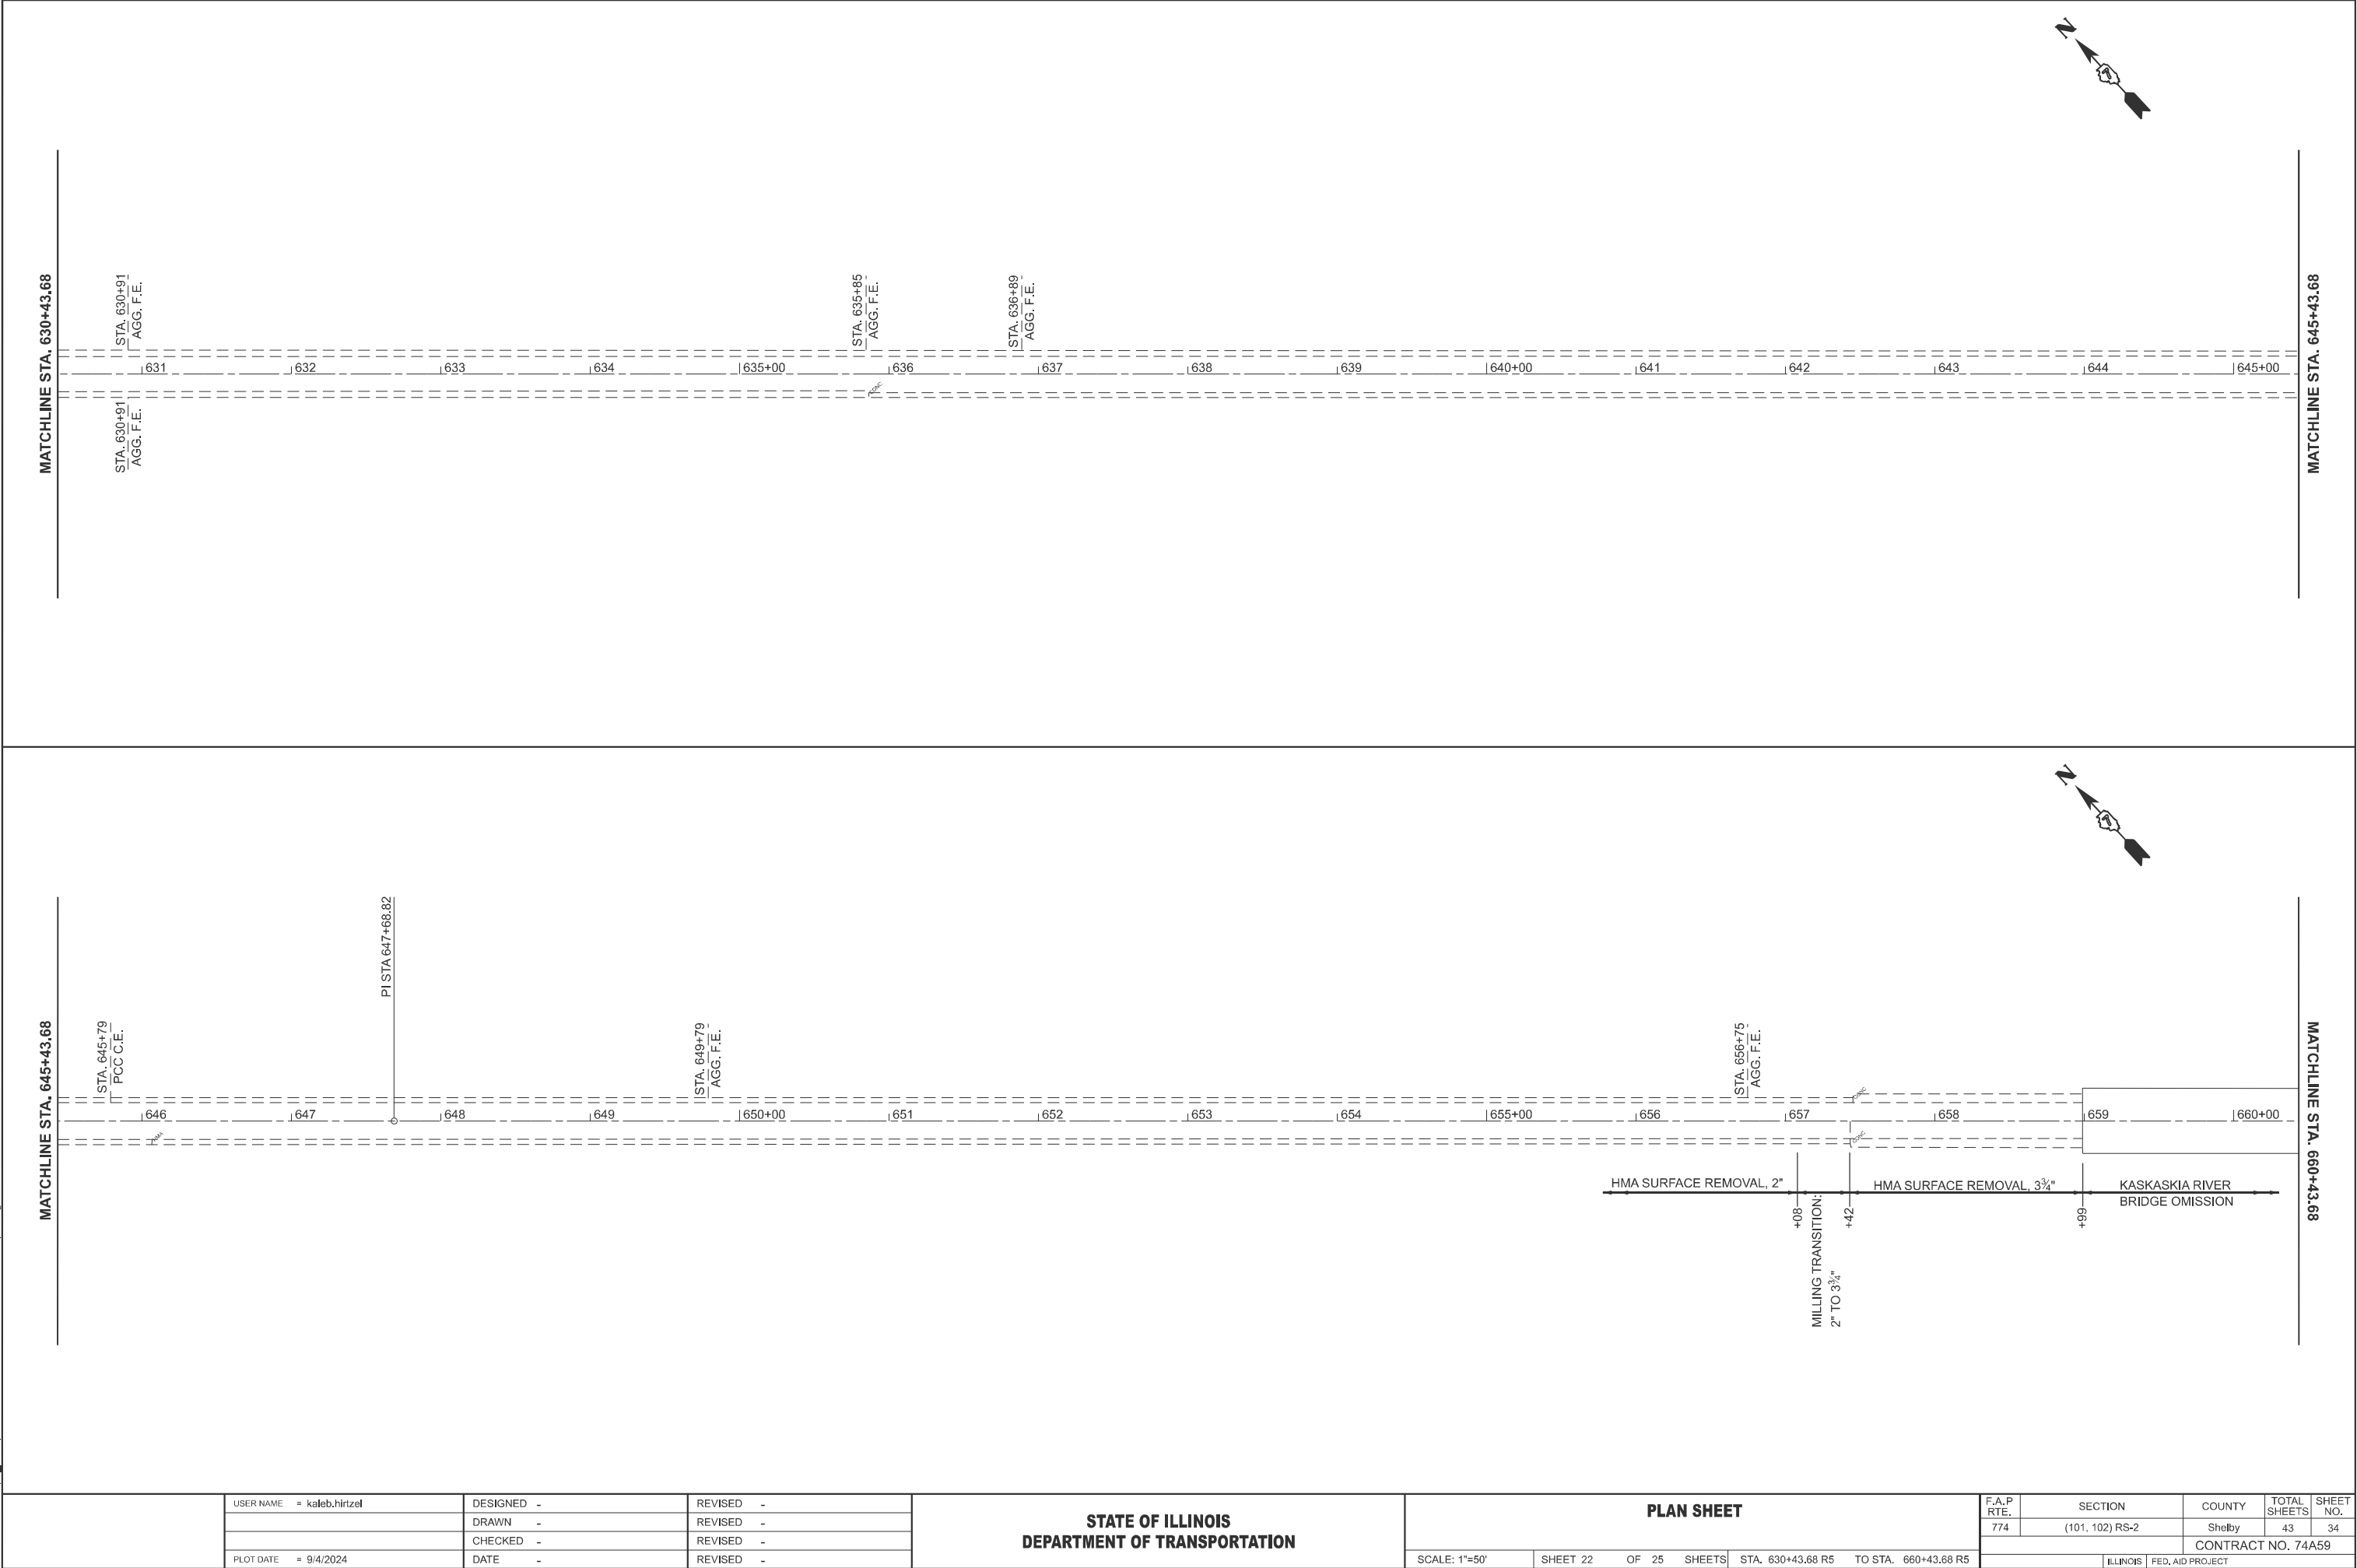 N
MATCHLINE STA. 630+43.68
STA. 630+91
AGG. F.E.
STA. 635+85
AGG. F.E.
STA. 636+89
AGG. F.E.
MATCHLINE STA. 645+43.68
631 632 633 634 635+00 636 637 638 639 640+00 641 642 643 644 645+00
CONC
STA. 630+91
AGG. F.E.
N
MATCHLINE STA. 645+43.68
STA. 645+79
PCC C.E.
PI STA 647+68.82
STA. 649+79
AGG. F.E.
STA. 656+75
AGG. F.E.
MATCHLINE STA. 660+43.68
CONC
646 647 648 649 650+00 651 652 653 654 655+00 656 657 658 659 660+00
HMA
CONC
HMA SURFACE REMOVAL, 2"
+08
MILLING TRANSITION:
2" TO 3¾"
+42
HMA SURFACE REMOVAL, 3¾"
+99
KASKASKIA RIVER
BRIDGE OMISSION
USER NAME = kaleb.hirtzel
PLOT DATE = 9/4/2024
DESIGNED -
DRAWN -
CHECKED -
DATE -
REVISED -
REVISED -
REVISED -
REVISED -
STATE OF ILLINOIS
DEPARTMENT OF TRANSPORTATION
PLAN SHEET
SCALE: 1"=50' SHEET 22 OF 25 SHEETS STA. 630+43.68 R5 TO STA. 660+43.68 R5
F.A.P
RTE.
SECTION
COUNTY
TOTAL
SHEETS
SHEET
NO.
774 (101, 102) RS-2 Shelby 43 34
CONTRACT NO. 74A59
ILLINOIS FED. AID PROJECT